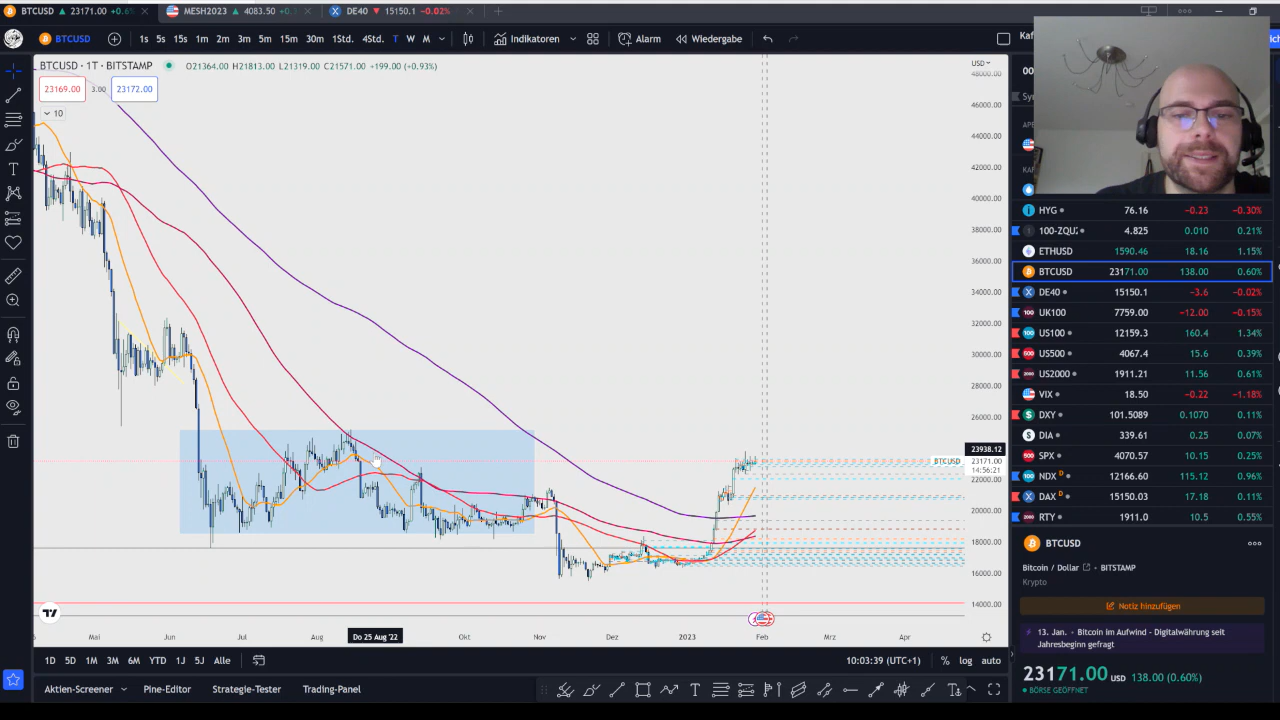 BTCUSD ▲ 23171.00 ▲ +0.6
MESH2023 ▲ 4083.50 +0.
DE40 ▼ 15150.1 −0.02%
BTCUSD
1s 5s 15s 1m 2m 3m 5m 15m 30m 1Std. 4Std. T W M
Indikatoren
Alarm
Wiedergabe
Kaf
BTCUSD · 1T · BITSTAMP
O21364.00 H21813.00 L21319.00 C21571.00 +199.00 (+0.93%)
USD
23169.00 3.00 23172.00
10
48000.00
46000.00
44000.00
42000.00
40000.00
38000.00
36000.00
34000.00
32000.00
30000.00
28000.00
26000.00
23938.12
BTCUSD 23171.00
14:56:21
22000.00
20000.00
18000.00
16000.00
14000.00
Mai Jun Jul Aug Do 25 Aug '22 Okt Nov Dez 2023 Feb Mrz Apr
1D 5D 1M 3M 6M YTD 1J 5J Alle
10:03:39 (UTC+1) % log auto
Aktien-Screener Pine-Editor Strategie-Tester Trading-Panel
00
Sy
HYG 76.16 −0.23 −0.30%
4.825 0.010 0.21%
ETHUSD 1590.46 18.16 1.15%
BTCUSD 23171.00 138.00 0.60%
DE40 15150.1 −3.6 −0.02%
UK100 7759.00 −12.00 −0.15%
US100 12159.3 160.4 1.34%
US500 4067.4 15.6 0.39%
US2000 1911.21 11.56 0.61%
VIX 18.50 −0.22 −1.18%
DXY 101.5089 0.1070 0.11%
DIA 339.61 0.25 0.07%
SPX 4070.57 10.15 0.25%
NDX D 12166.60 115.12 0.96%
DAX D 15150.03 17.18 0.11%
RTY 1911.0 10.5 0.55%
BTCUSD
Bitcoin / Dollar • BITSTAMP
Krypto
Notiz hinzufügen
13. Jan. · Bitcoin im Aufwind - Digitalwährung seit
Jahresbeginn gefragt
23171.00 USD 138.00 (0.60%)
BÖRSE GEÖFFNET